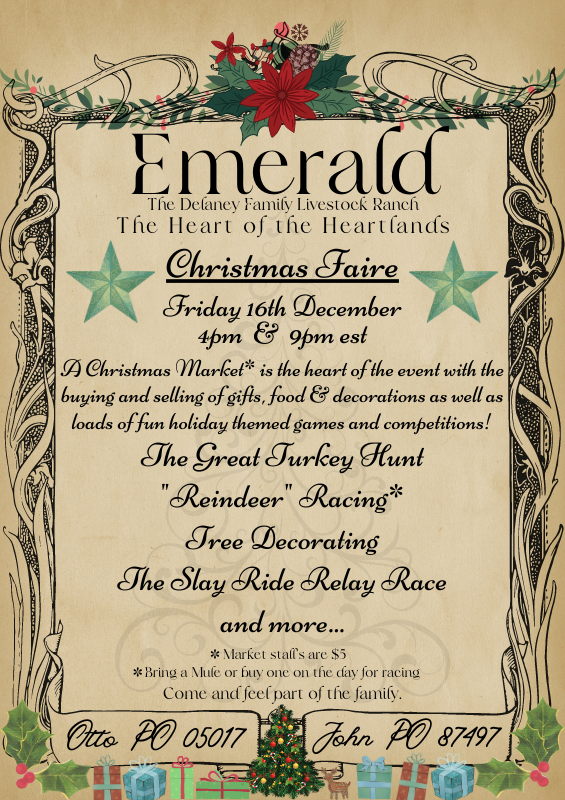 Emerald
The Delaney Family Livestock Ranch
The Heart of the Heartlands
Christmas Faire
Friday 16th December
4pm & 9pm est
A Christmas Market* is the heart of the event with the
buying and selling of gifts, food & decorations as well as
loads of fun holiday themed games and competitions!
The Great Turkey Hunt
"Reindeer" Racing*
Tree Decorating
The Slay Ride Relay Race
and more...
* Market stall's are $5
* Bring a Mule or buy one on the day for racing
Come and feel part of the family.
Otto PO 05017
John PO 87497